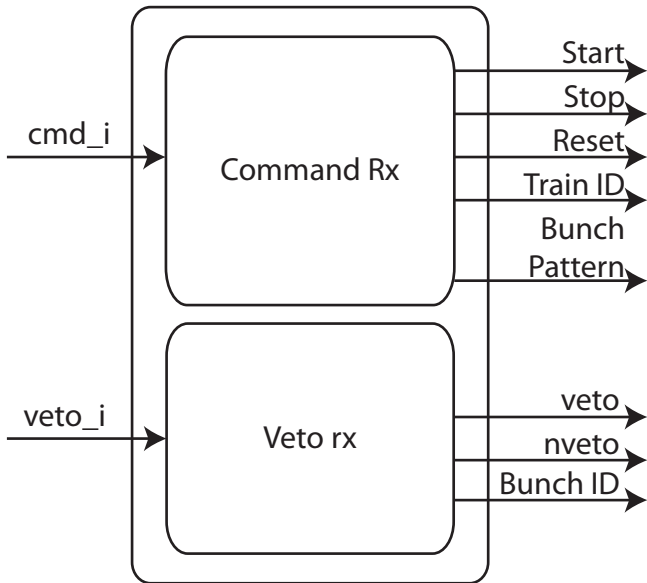 cmd_i
Command Rx
Start
Stop
Reset
Train ID
Bunch
Pattern
veto_i
Veto rx
veto
nveto
Bunch ID